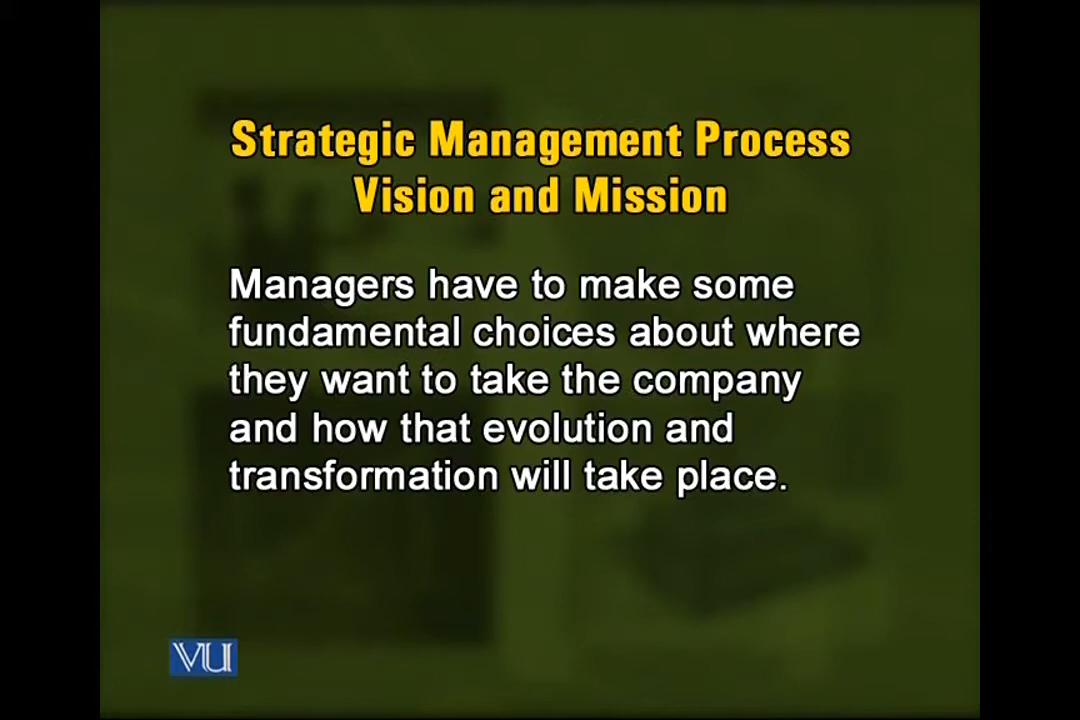 Strategic Management Process
Vision and Mission
Managers have to make some
fundamental choices about where
they want to take the company
and how that evolution and
transformation will take place.
VU